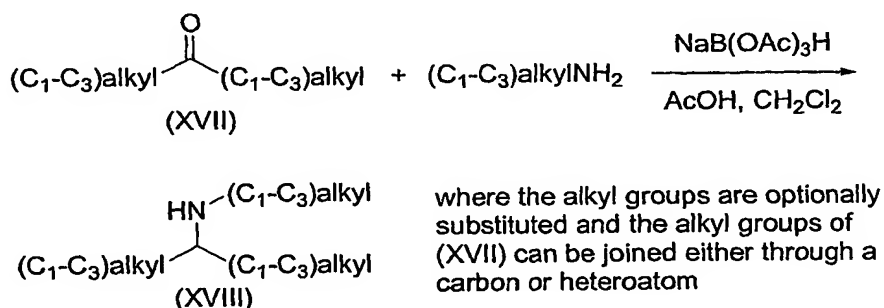 O
(C₁-C₃)alkyl (C₁-C₃)alkyl + (C₁-C₃)alkylNH₂ NaB(OAc)₃H
AcOH, CH₂Cl₂
(XVII)
HN (C₁-C₃)alkyl
(C₁-C₃)alkyl (C₁-C₃)alkyl
(XVIII)
where the alkyl groups are optionally
substituted and the alkyl groups of
(XVII) can be joined either through a
carbon or heteroatom